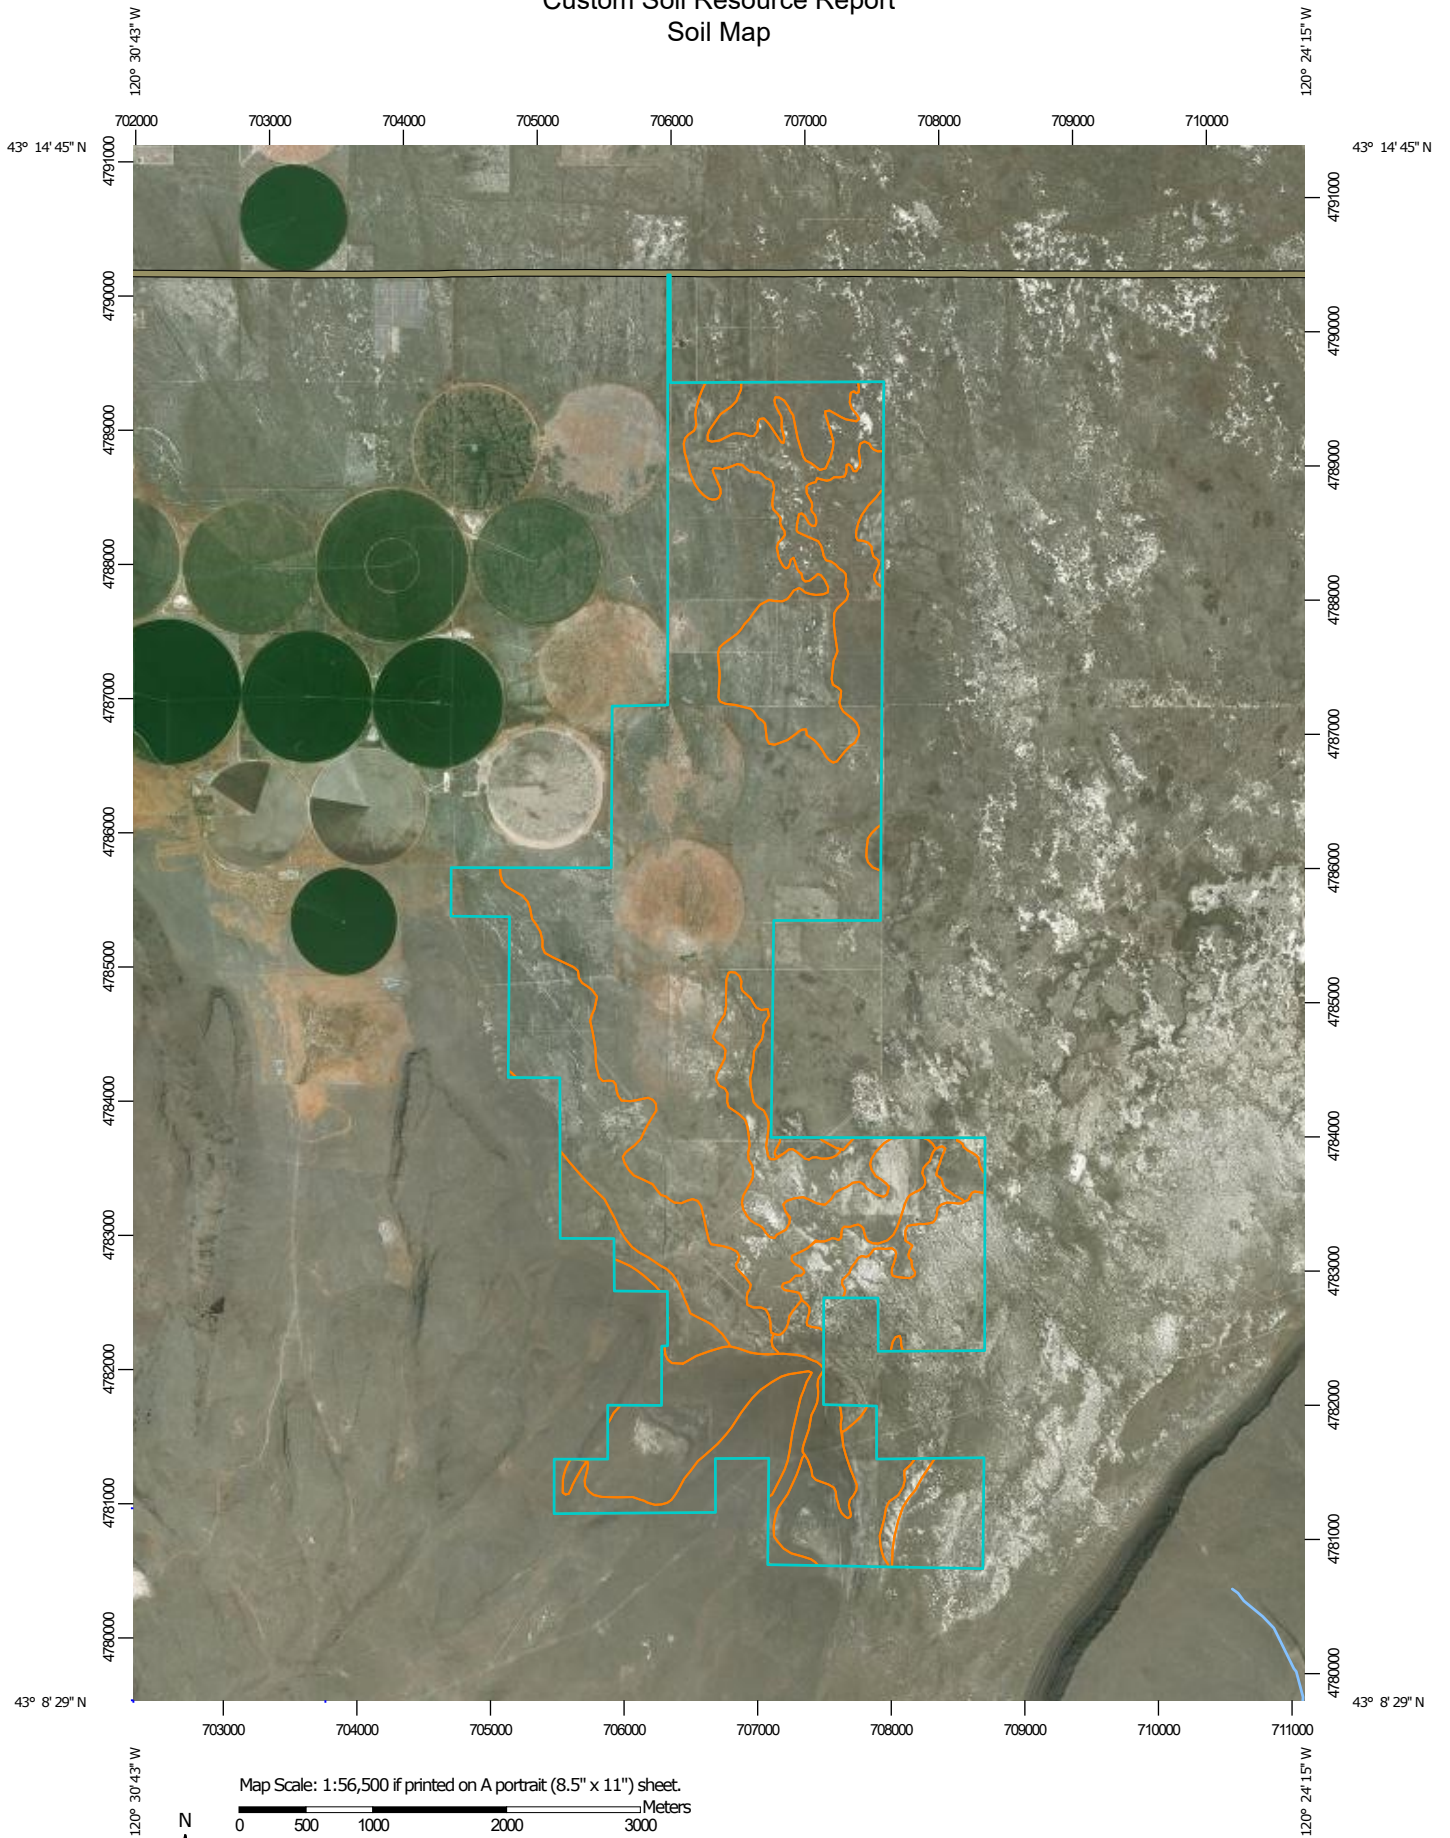 Custom Soil Resource Report
Soil Map
120° 30' 43'' W
120° 24' 15'' W
702000 703000 704000 705000 706000 707000 708000 709000 710000
43° 14' 45'' N
43° 14' 45'' N
4791000
4790000
4789000
4788000
4787000
4786000
4785000
4784000
4783000
4782000
4781000
4780000
4791000
4790000
4789000
4788000
4787000
4786000
4785000
4784000
4783000
4782000
4781000
4780000
43° 8' 29'' N
43° 8' 29'' N
703000 704000 705000 706000 707000 708000 709000 710000 711000
120° 30' 43'' W
120° 24' 15'' W
Map Scale: 1:56,500 if printed on A portrait (8.5" x 11") sheet.
Meters
N
0 500 1000 2000 3000